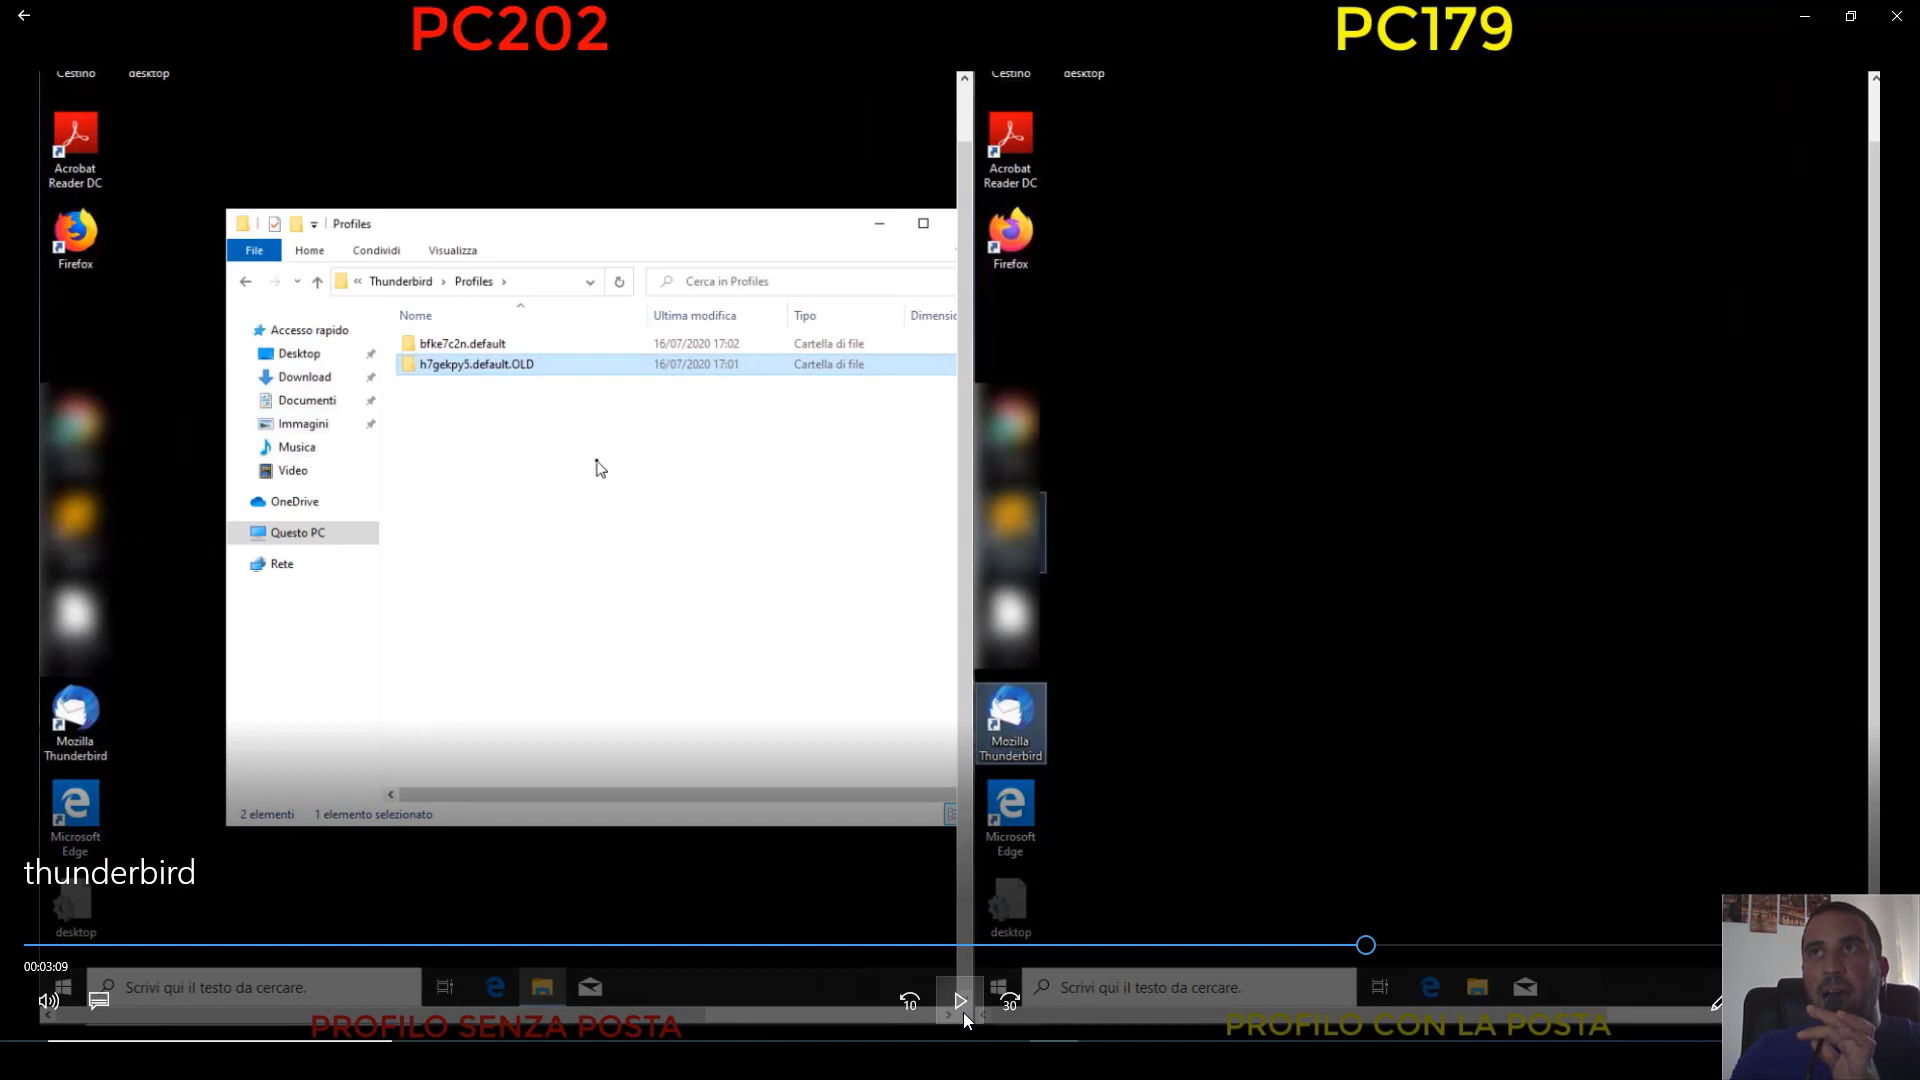 PC202
PC179
Cestino desktop
Cestino desktop
Acrobat
Reader DC
Firefox
Profiles
File Home Condividi Visualizza
« Thunderbird › Profiles ›
Cerca in Profiles
Nome Ultima modifica Tipo
bfke7c2n.default 16/07/2020 17:02 Cartella di file
h7gekpy5.default.OLD 16/07/2020 17:01 Cartella di file
Accesso rapido
Desktop
Download
Documenti
Immagini
Musica
Video
OneDrive
Questo PC
Rete
2 elementi 1 elemento selezionato
Mozilla
Thunderbird
Microsoft
Edge
desktop
Acrobat
Reader DC
Firefox
Mozilla
Thunderbird
Microsoft
Edge
desktop
thunderbird
00:03:09
Scrivi qui il testo da cercare.
Scrivi qui il testo da cercare.
10
30
PROFILO SENZA POSTA
PROFILO CON LA POSTA